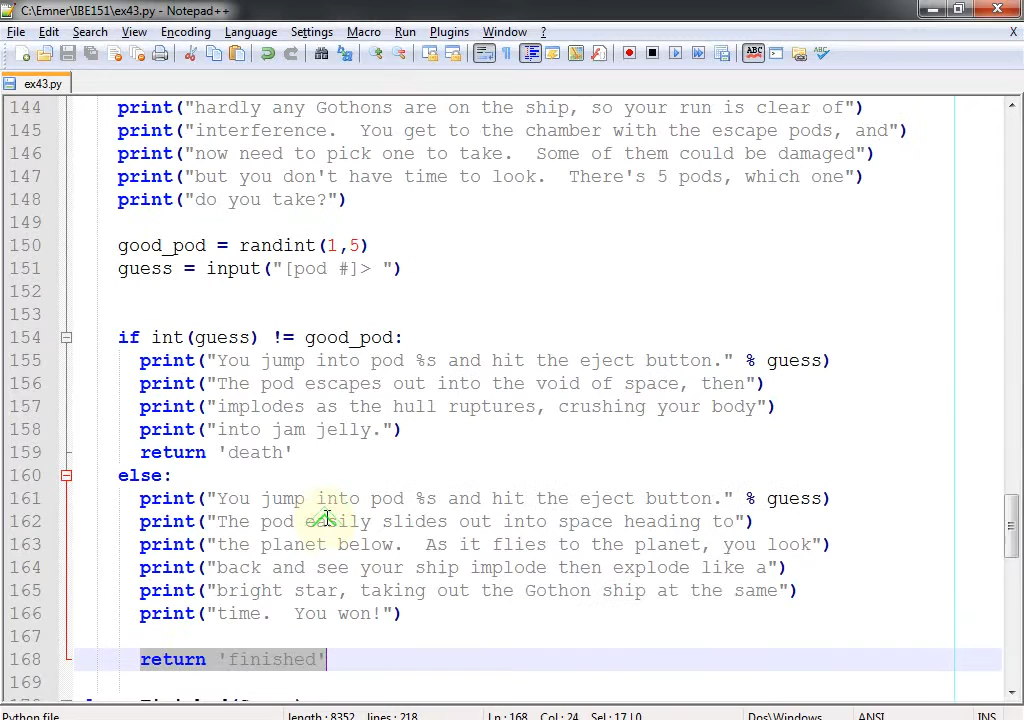 C:\Emner\IBE151\ex43.py - Notepad++
File Edit Search View Encoding Language Settings Macro Run Plugins Window ? X
ex43.py
144 print("hardly any Gothons are on the ship, so your run is clear of")
145 print("interference.  You get to the chamber with the escape pods, and")
146 print("now need to pick one to take.  Some of them could be damaged")
147 print("but you don't have time to look.  There's 5 pods, which one")
148 print("do you take?")
149
150 good_pod = randint(1,5)
151 guess = input("[pod #]> ")
152
153
154 if int(guess) != good_pod:
155 print("You jump into pod %s and hit the eject button." % guess)
156 print("The pod escapes out into the void of space, then")
157 print("implodes as the hull ruptures, crushing your body")
158 print("into jam jelly.")
159 return 'death'
160 else:
161 print("You jump into pod %s and hit the eject button." % guess)
162 print("The pod easily slides out into space heading to")
163 print("the planet below.  As it flies to the planet, you look")
164 print("back and see your ship implode then explode like a")
165 print("bright star, taking out the Gothon ship at the same")
166 print("time.  You won!")
167
168 return 'finished'
169
Python file length : 8352 lines : 218 Ln : 168 Col : 24 Sel : 17 | 0 Dos\Windows ANSI INS